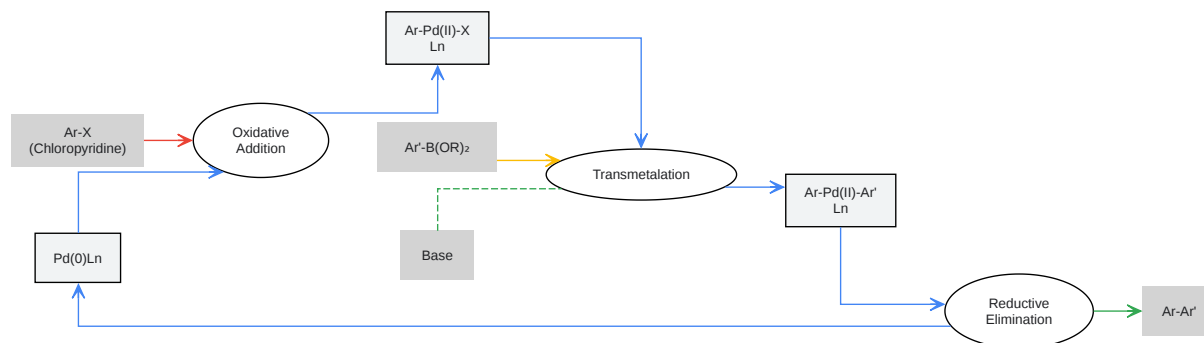 Ar-Pd(II)-X
Ln
Ar-X
(Chloropyridine)
Oxidative
Addition
Ar'-B(OR)₂
Transmetalation
Ar-Pd(II)-Ar'
Ln
Pd(0)Ln
Base
Reductive
Elimination
Ar-Ar'